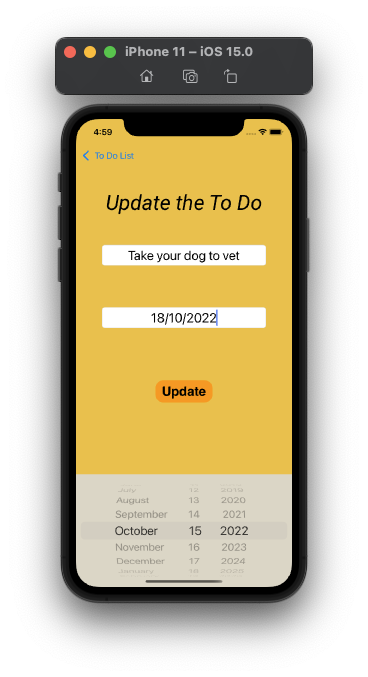 iPhone 11 – iOS 15.0
4:59
To Do List
Update the To Do
Take your dog to vet
18/10/2022
Update
July 12 2019
August 13 2020
September 14 2021
October 15 2022
November 16 2023
December 17 2024
January 18 2025